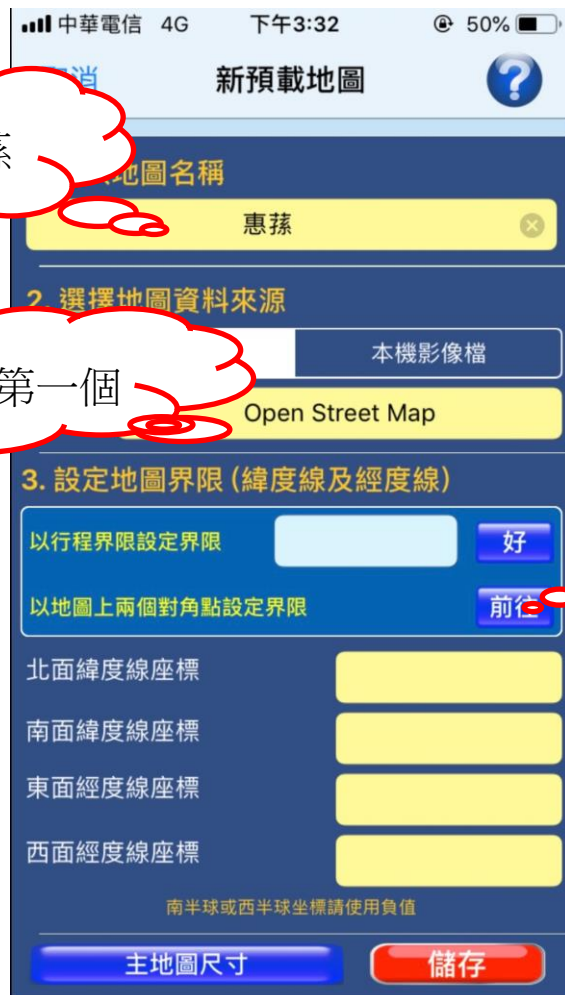 中華電信 4G 下午3:32 50%
新預載地圖 ?
地圖名稱
惠蓀
2. 選擇地圖資料來源
本機影像檔
第一個
Open Street Map
3. 設定地圖界限 (緯度線及經度線)
以行程界限設定界限 好
以地圖上兩個對角點設定界限 前往
北面緯度線座標
南面緯度線座標
東面經度線座標
西面經度線座標
南半球或西半球坐標請使用負值
主地圖尺寸 儲存